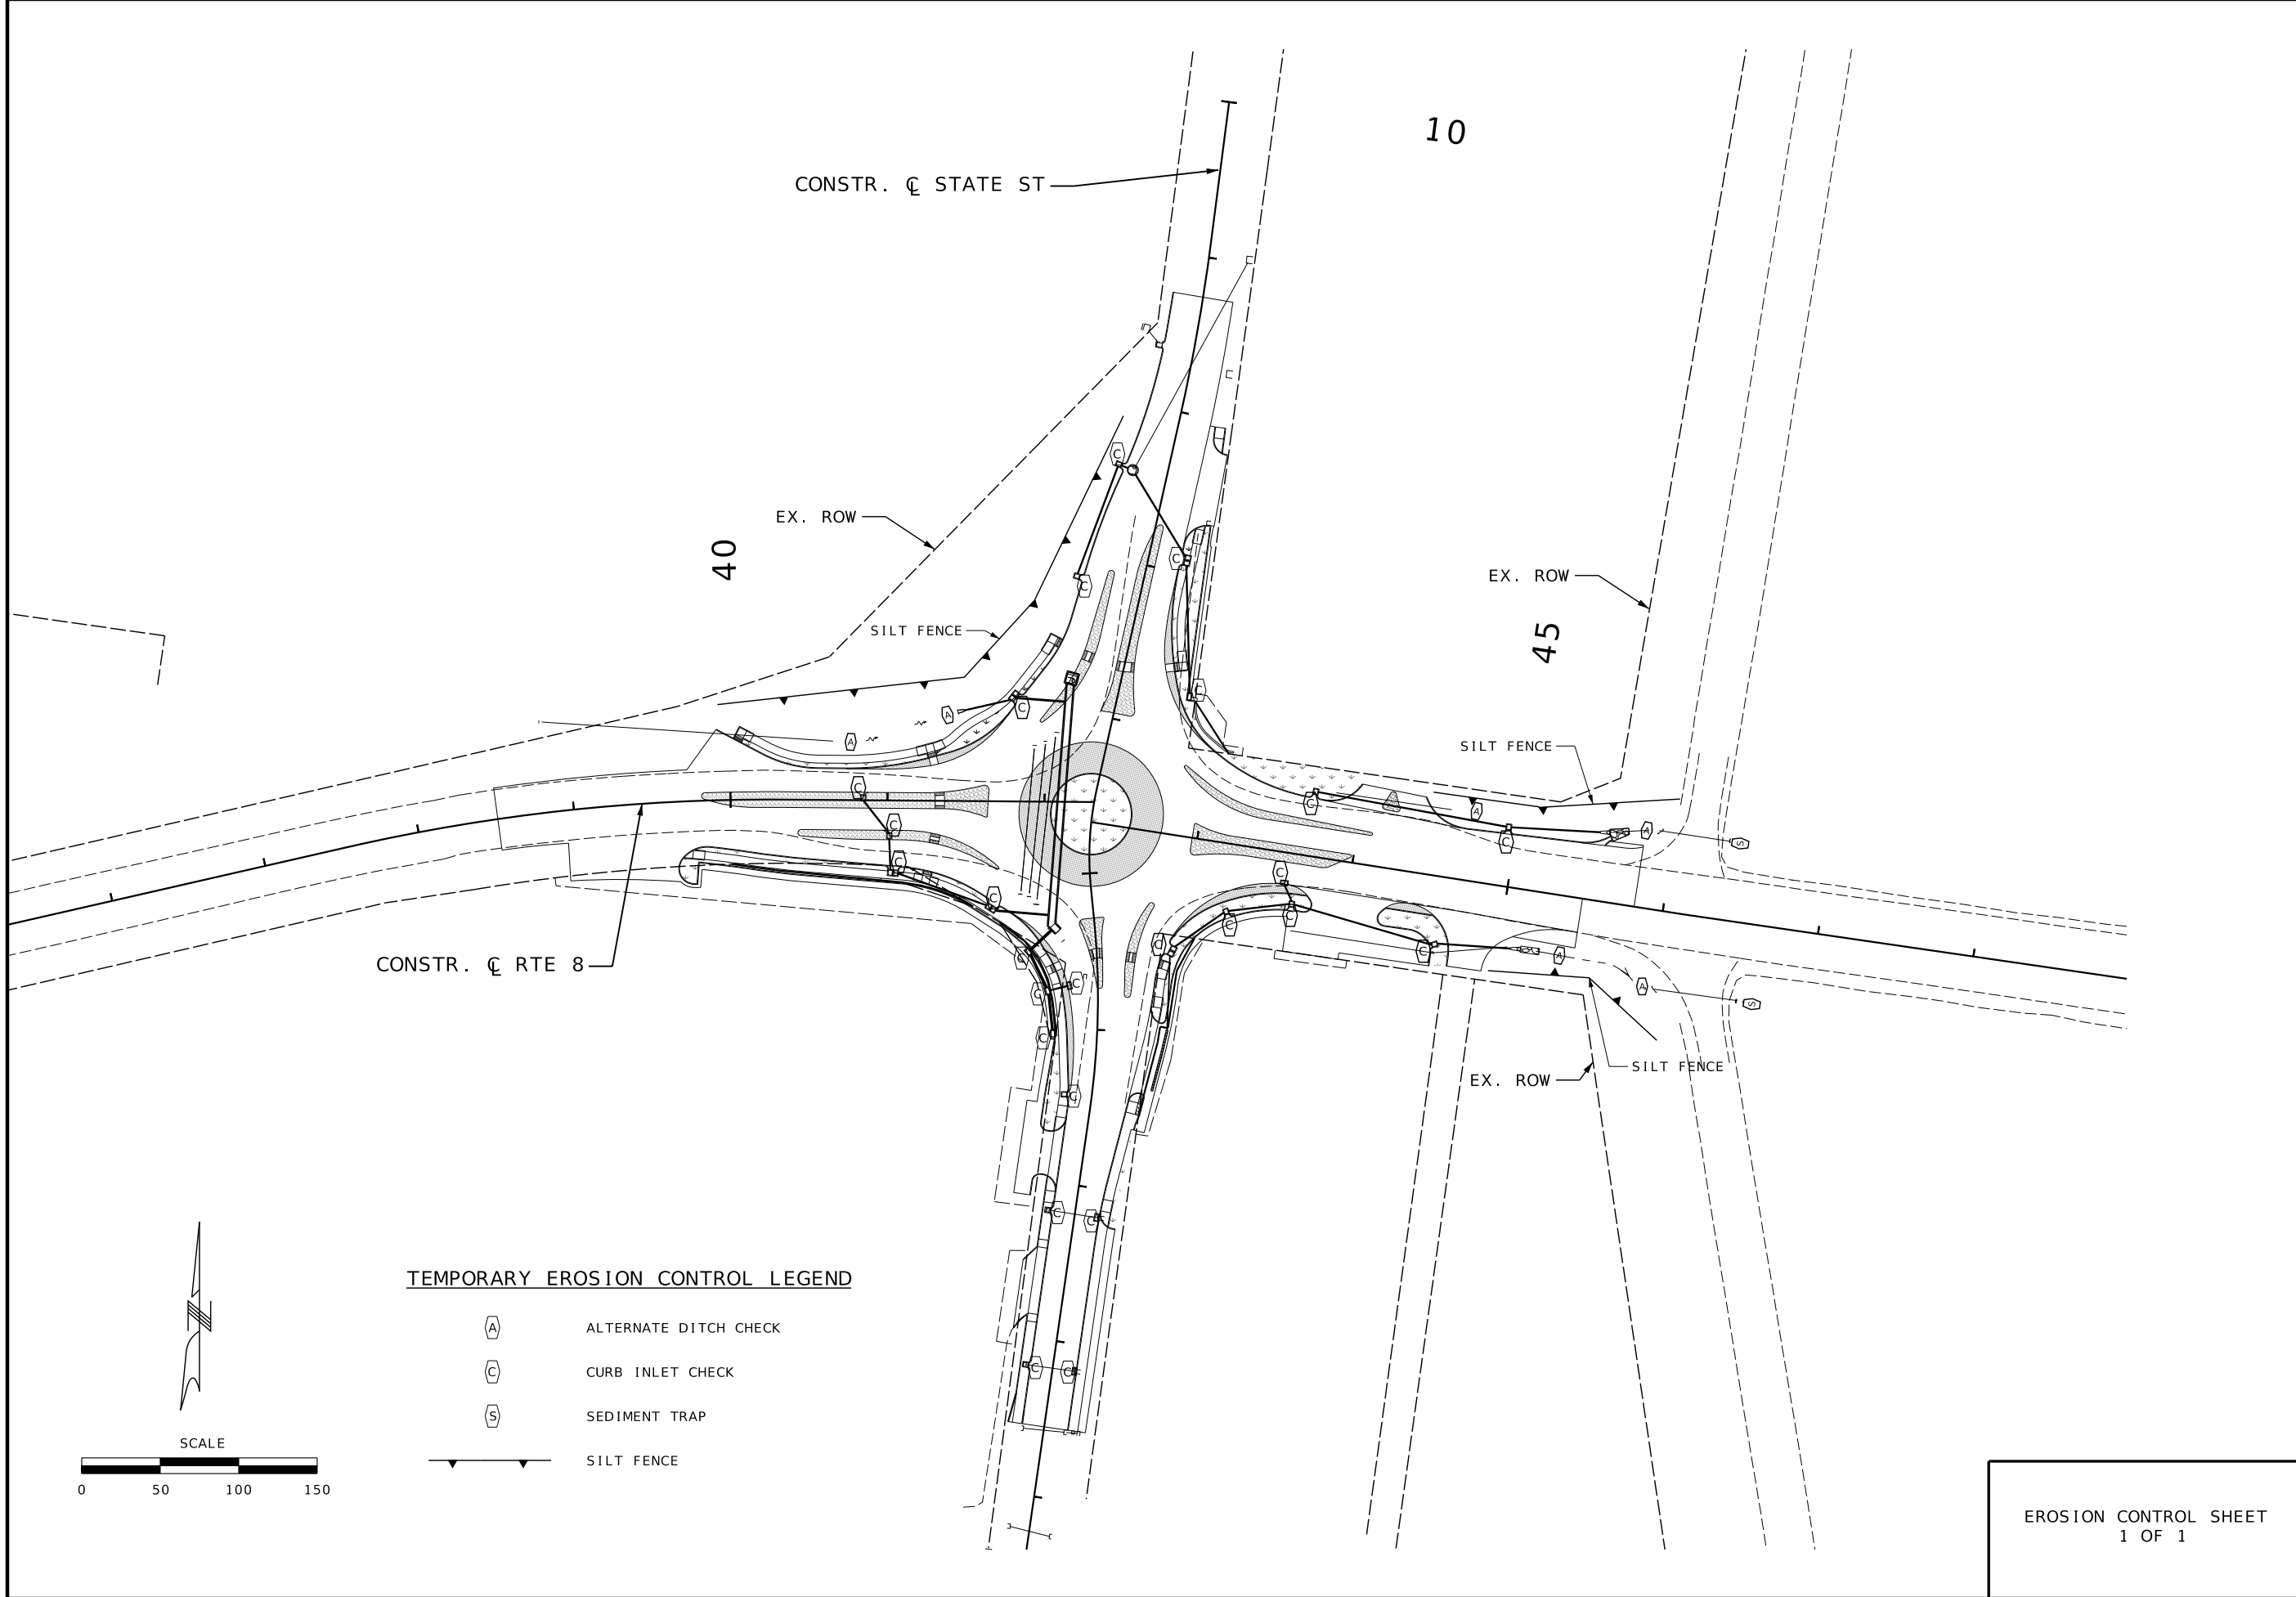 10
CONSTR. ℄ STATE ST
C
EX. ROW
40
C
EX. ROW
C
SILT FENCE
45
C
A
C
A
SILT FENCE
C
C
A
C
C
A
S
C
C
C
C
C
C
C
C
A
CONSTR. ℄ RTE 8
C
C
C
A
S
C
SILT FENCE
EX. ROW
C
C
C
TEMPORARY EROSION CONTROL LEGEND
A ALTERNATE DITCH CHECK
C CURB INLET CHECK
C
C
S SEDIMENT TRAP
SILT FENCE
N
SCALE
0 50 100 150
EROSION CONTROL SHEET
1 OF 1